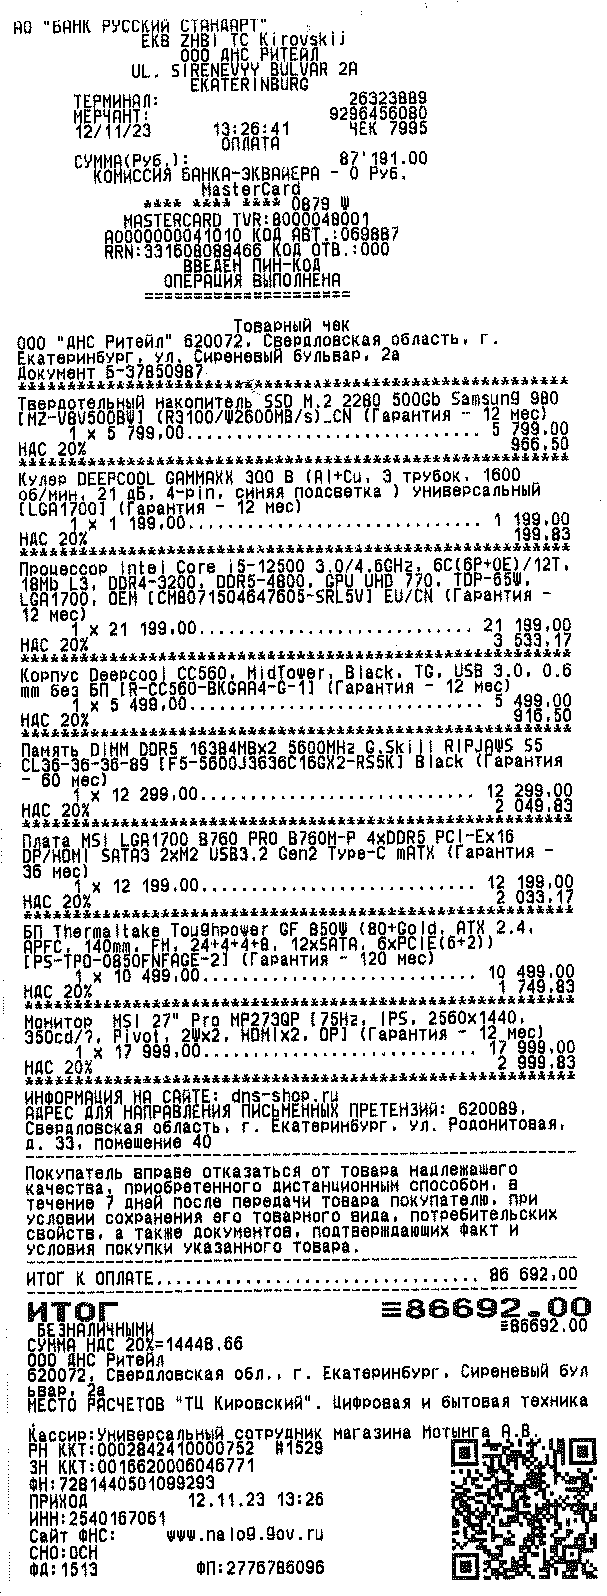 АО "БАНК РУССКИЙ СТАНДАРТ"
EKB ZHBI TC Kirovskij
ООО ДНС РИТЕЙЛ
UL. SIRENEVYY BULVAR 2A
EKATERINBURG
ТЕРМИНАЛ: 26323889
МЕРЧАНТ: 9296456080
12/11/23 13:26:41 ЧЕК 7995
ОПЛАТА
СУММА(Руб.): 87'191.00
КОМИССИЯ БАНКА-ЭКВАЙЕРА - 0 Руб.
MasterCard
**** **** **** 0879 W
MASTERCARD TVR:8000048001
A0000000041010 КОД АВТ.:069887
RRN:331608089466 КОД ОТВ.:000
ВВЕДЕН ПИН-КОД
ОПЕРАЦИЯ ВЫПОЛНЕНА
=====================
Товарный чек
ООО "ДНС Ритейл" 620072, Свердловская область, г.
Екатеринбург, ул. Сиреневый бульвар, 2а
Документ Б-37850987
Твердотельный накопитель SSD M.2 2280 500Gb Samsung 980
[MZ-V8V500BW] (R3100/W2600MB/s)_CN (Гарантия - 12 мес)
1 X 5 799,00......................... 5 799,00
НДС 20% 966,50
Кулер DEEPCOOL GAMMAXX 300 B (Al+Cu, 3 трубок, 1600
об/мин, 21 дБ, 4-pin, синяя подсветка ) универсальный
[LGA1700] (Гарантия - 12 мес)
1 X 1 199,00......................... 1 199,00
НДС 20% 199,83
Процессор Intel Core i5-12500 3.0/4.6GHz, 6C(6P+0E)/12T,
18Mb L3, DDR4-3200, DDR5-4800, GPU UHD 770, TDP-65W,
LGA1700, OEM [CM8071504647605-SRL5V] EU/CN (Гарантия -
12 мес)
1 X 21 199,00........................ 21 199,00
НДС 20% 3 533,17
Корпус Deepcool CC560, MidTower, Black, TG, USB 3.0, 0.6
mm без БП [R-CC560-BKGAA4-G-1] (Гарантия - 12 мес)
1 X 5 499,00......................... 5 499,00
НДС 20% 916,50
Память DIMM DDR5 16384MBx2 5600MHz G.Skill RIPJAWS S5
CL36-36-36-89 [F5-5600J3636C16GX2-RS5K] Black (Гарантия
- 60 мес)
1 X 12 299,00........................ 12 299,00
НДС 20% 2 049,83
Плата MSI LGA1700 B760 PRO B760M-P 4xDDR5 PCI-Ex16
DP/HDMI SATA3 2xM2 USB3.2 Gen2 Type-C mATX (Гарантия -
36 мес)
1 X 12 199,00........................ 12 199,00
НДС 20% 2 033,17
БП Thermaltake Toughpower GF 850W (80+Gold, ATX 2.4,
APFC, 140mm, FM, 24+4+4+8, 12xSATA, 6xPCIE(6+2))
[PS-TPD-0850FNFAGE-2] (Гарантия - 120 мес)
1 X 10 499,00........................ 10 499,00
НДС 20% 1 749,83
Монитор MSI 27" Pro MP273QP [75Hz, IPS, 2560x1440,
350cd/?, Pivot, 2Wx2, HDMIx2, DP] (Гарантия - 12 мес)
1 X 17 999,00........................ 17 999,00
НДС 20% 2 999,83
ИНФОРМАЦИЯ НА САЙТЕ: dns-shop.ru
АДРЕС ДЛЯ НАПРАВЛЕНИЯ ПИСЬМЕННЫХ ПРЕТЕНЗИЙ: 620089,
Свердловская область, г. Екатеринбург, ул. Родонитовая,
д. 33, помещение 40
Покупатель вправе отказаться от товара надлежащего
качества, приобретенного дистанционным способом, в
течение 7 дней после передачи товара покупателю, при
условии сохранения его товарного вида, потребительских
свойств, а также документов, подтверждающих факт и
условия покупки указанного товара.
ИТОГ К ОПЛАТЕ............................... 86 692,00
ИТОГ ≡86692.00
БЕЗНАЛИЧНЫМИ ≡86692.00
СУММА НДС 20%=14448.66
ООО ДНС Ритейл
620072, Свердловская обл., г. Екатеринбург, Сиреневый бул
ьвар, 2а
МЕСТО РАСЧЕТОВ "ТЦ Кировский". Цифровая и бытовая техника
Кассир:Универсальный сотрудник магазина Мотынга А.В.
РН ККТ:0002842410000752 #1529
ЗН ККТ:0016620006046771
ФН:7281440501099293
ПРИХОД 12.11.23 13:26
ИНН:2540167061
Сайт ФНС: www.nalog.gov.ru
СНО:ОСН
ФД:1513 ФП:2776786096